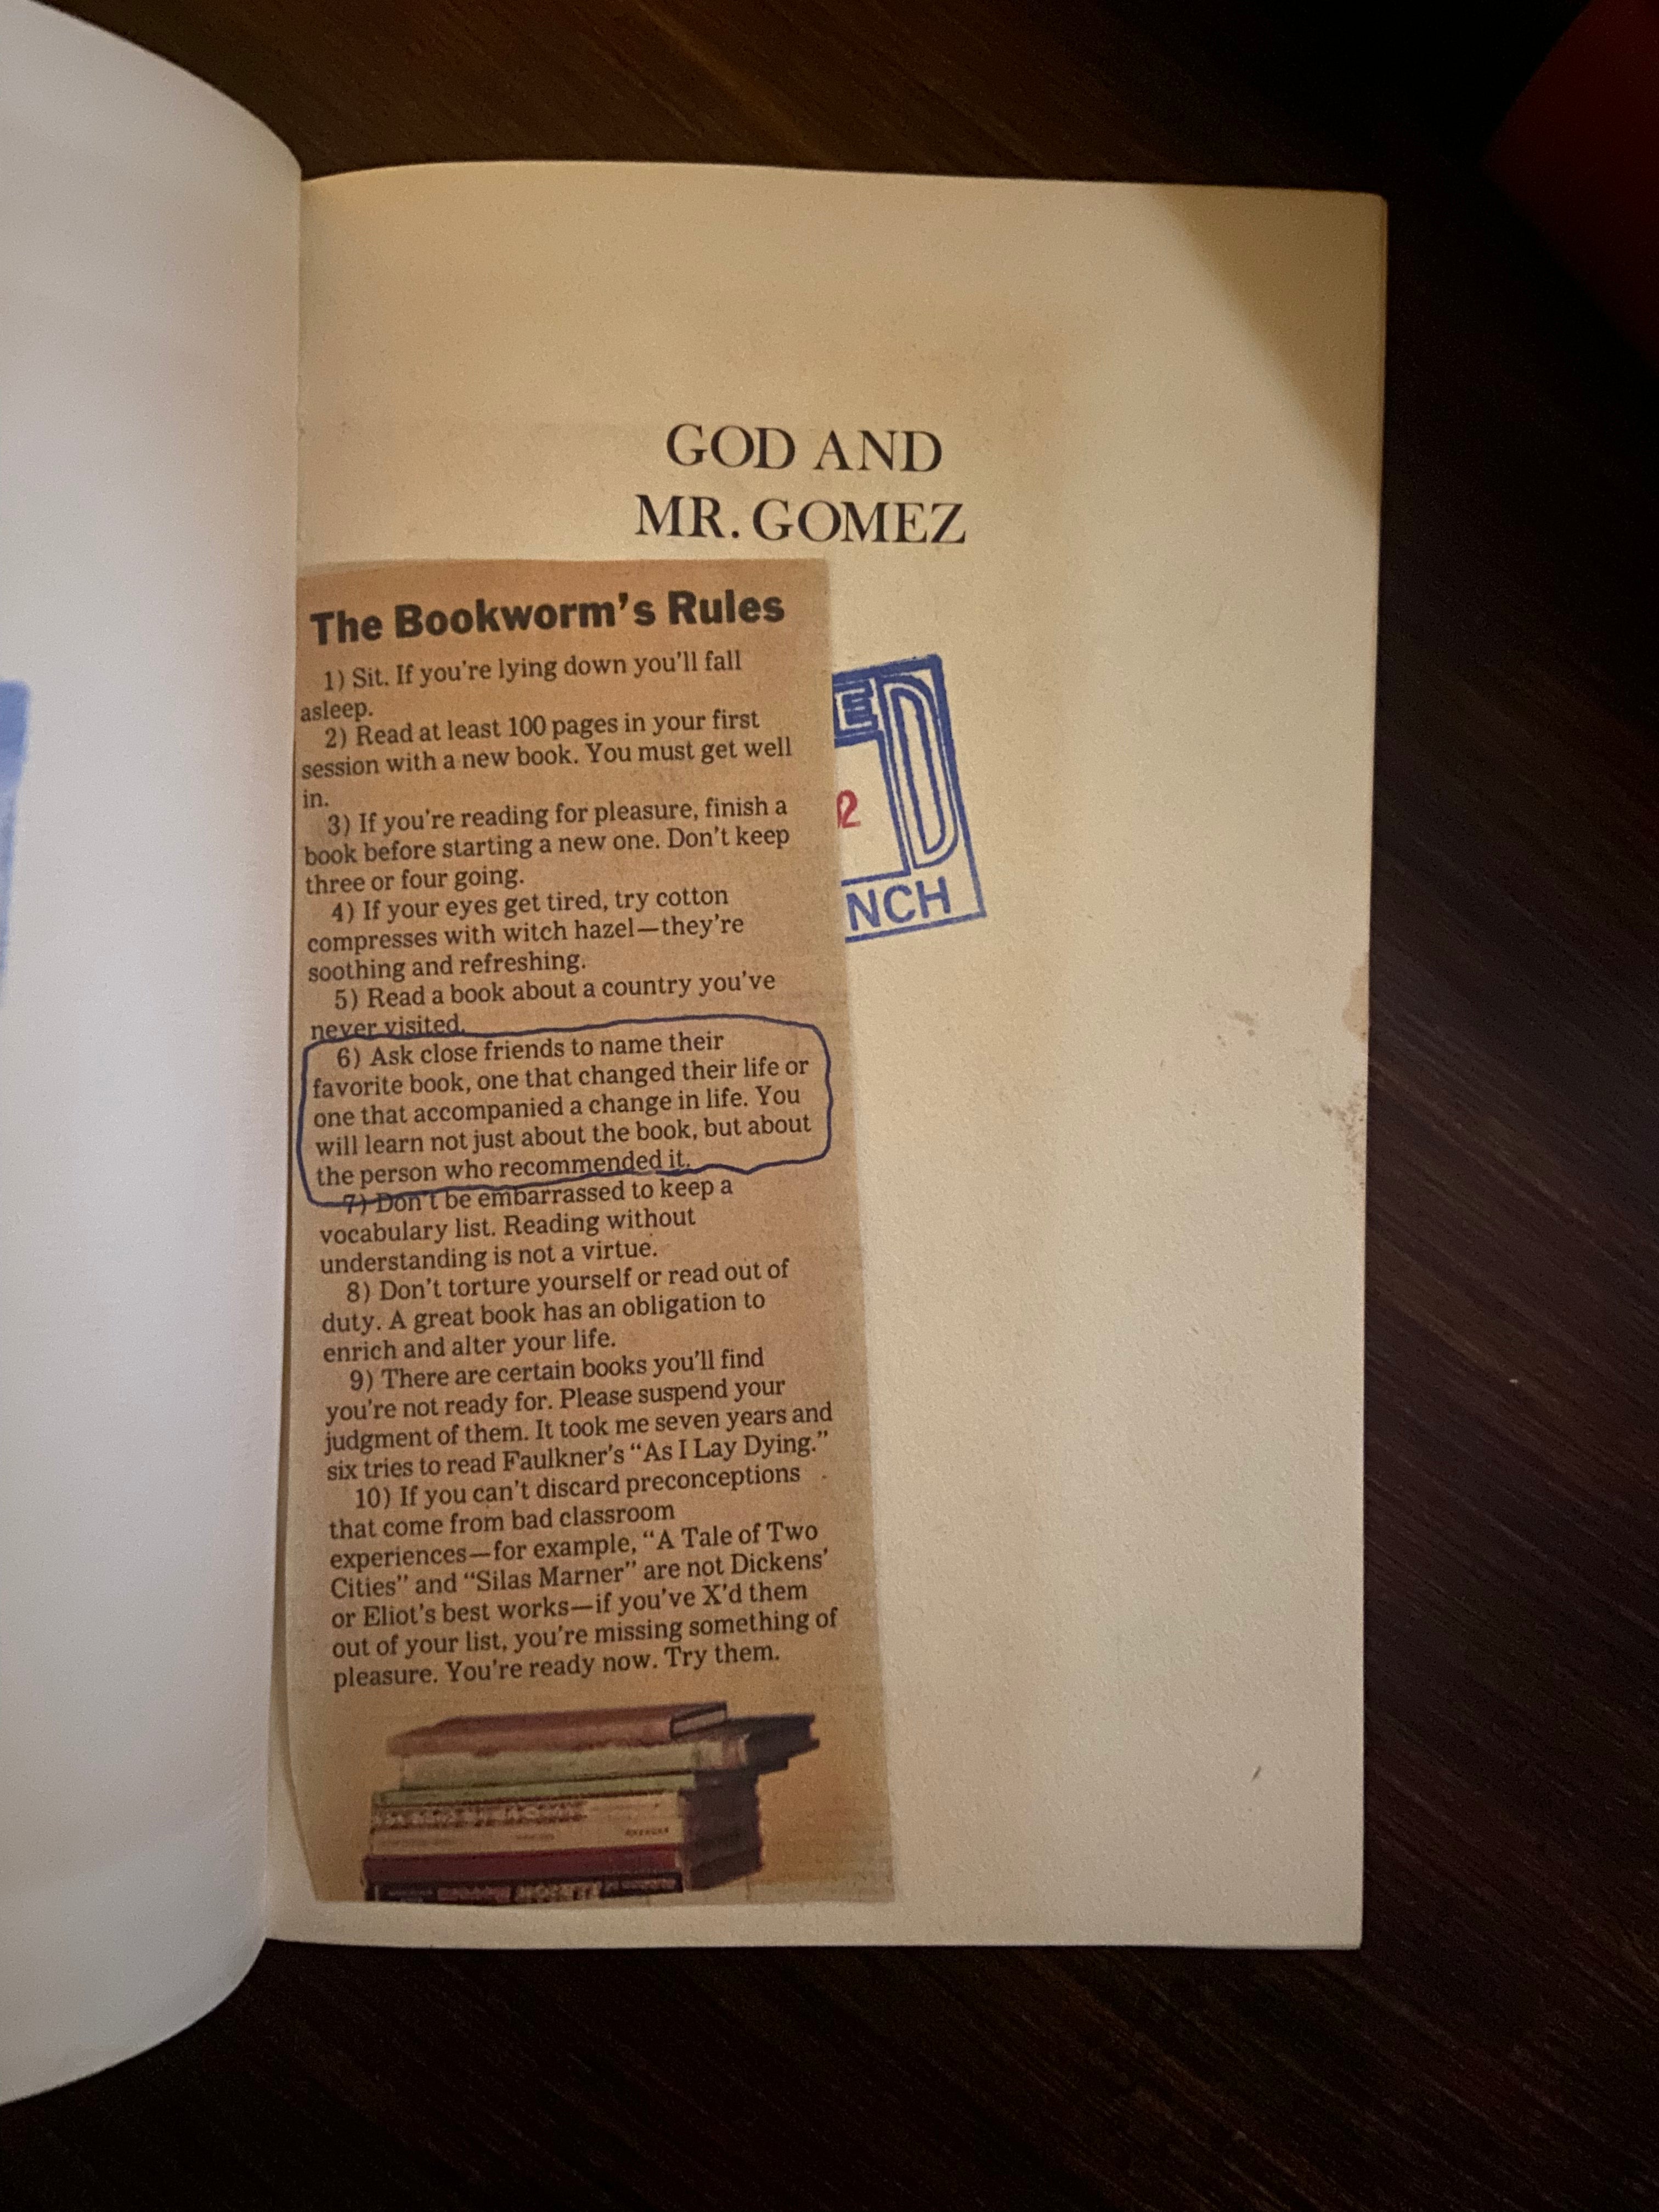 GOD AND
MR. GOMEZ
The Bookworm's Rules
1) Sit. If you're lying down you'll fall
asleep.
2) Read at least 100 pages in your first
session with a new book. You must get well
in.
3) If you're reading for pleasure, finish a
book before starting a new one. Don't keep
three or four going.
4) If your eyes get tired, try cotton
compresses with witch hazel—they're
soothing and refreshing.
5) Read a book about a country you've
never visited.
6) Ask close friends to name their
favorite book, one that changed their life or
one that accompanied a change in life. You
will learn not just about the book, but about
the person who recommended it.
7) Don't be embarrassed to keep a
vocabulary list. Reading without
understanding is not a virtue.
8) Don't torture yourself or read out of
duty. A great book has an obligation to
enrich and alter your life.
9) There are certain books you'll find
you're not ready for. Please suspend your
judgment of them. It took me seven years and
six tries to read Faulkner's “As I Lay Dying.”
10) If you can't discard preconceptions
that come from bad classroom
experiences—for example, “A Tale of Two
Cities” and “Silas Marner” are not Dickens'
or Eliot's best works—if you've X'd them
out of your list, you're missing something of
pleasure. You're ready now. Try them.
ED
2
NCH